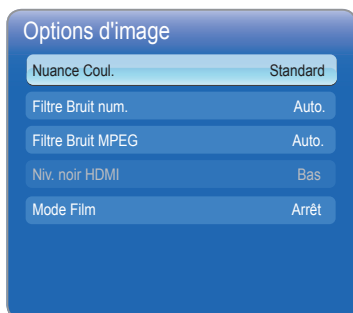 Options d'image
Nuance Coul. Standard
Filtre Bruit num. Auto.
Filtre Bruit MPEG Auto.
Niv. noir HDMI Bas
Mode Film Arrêt